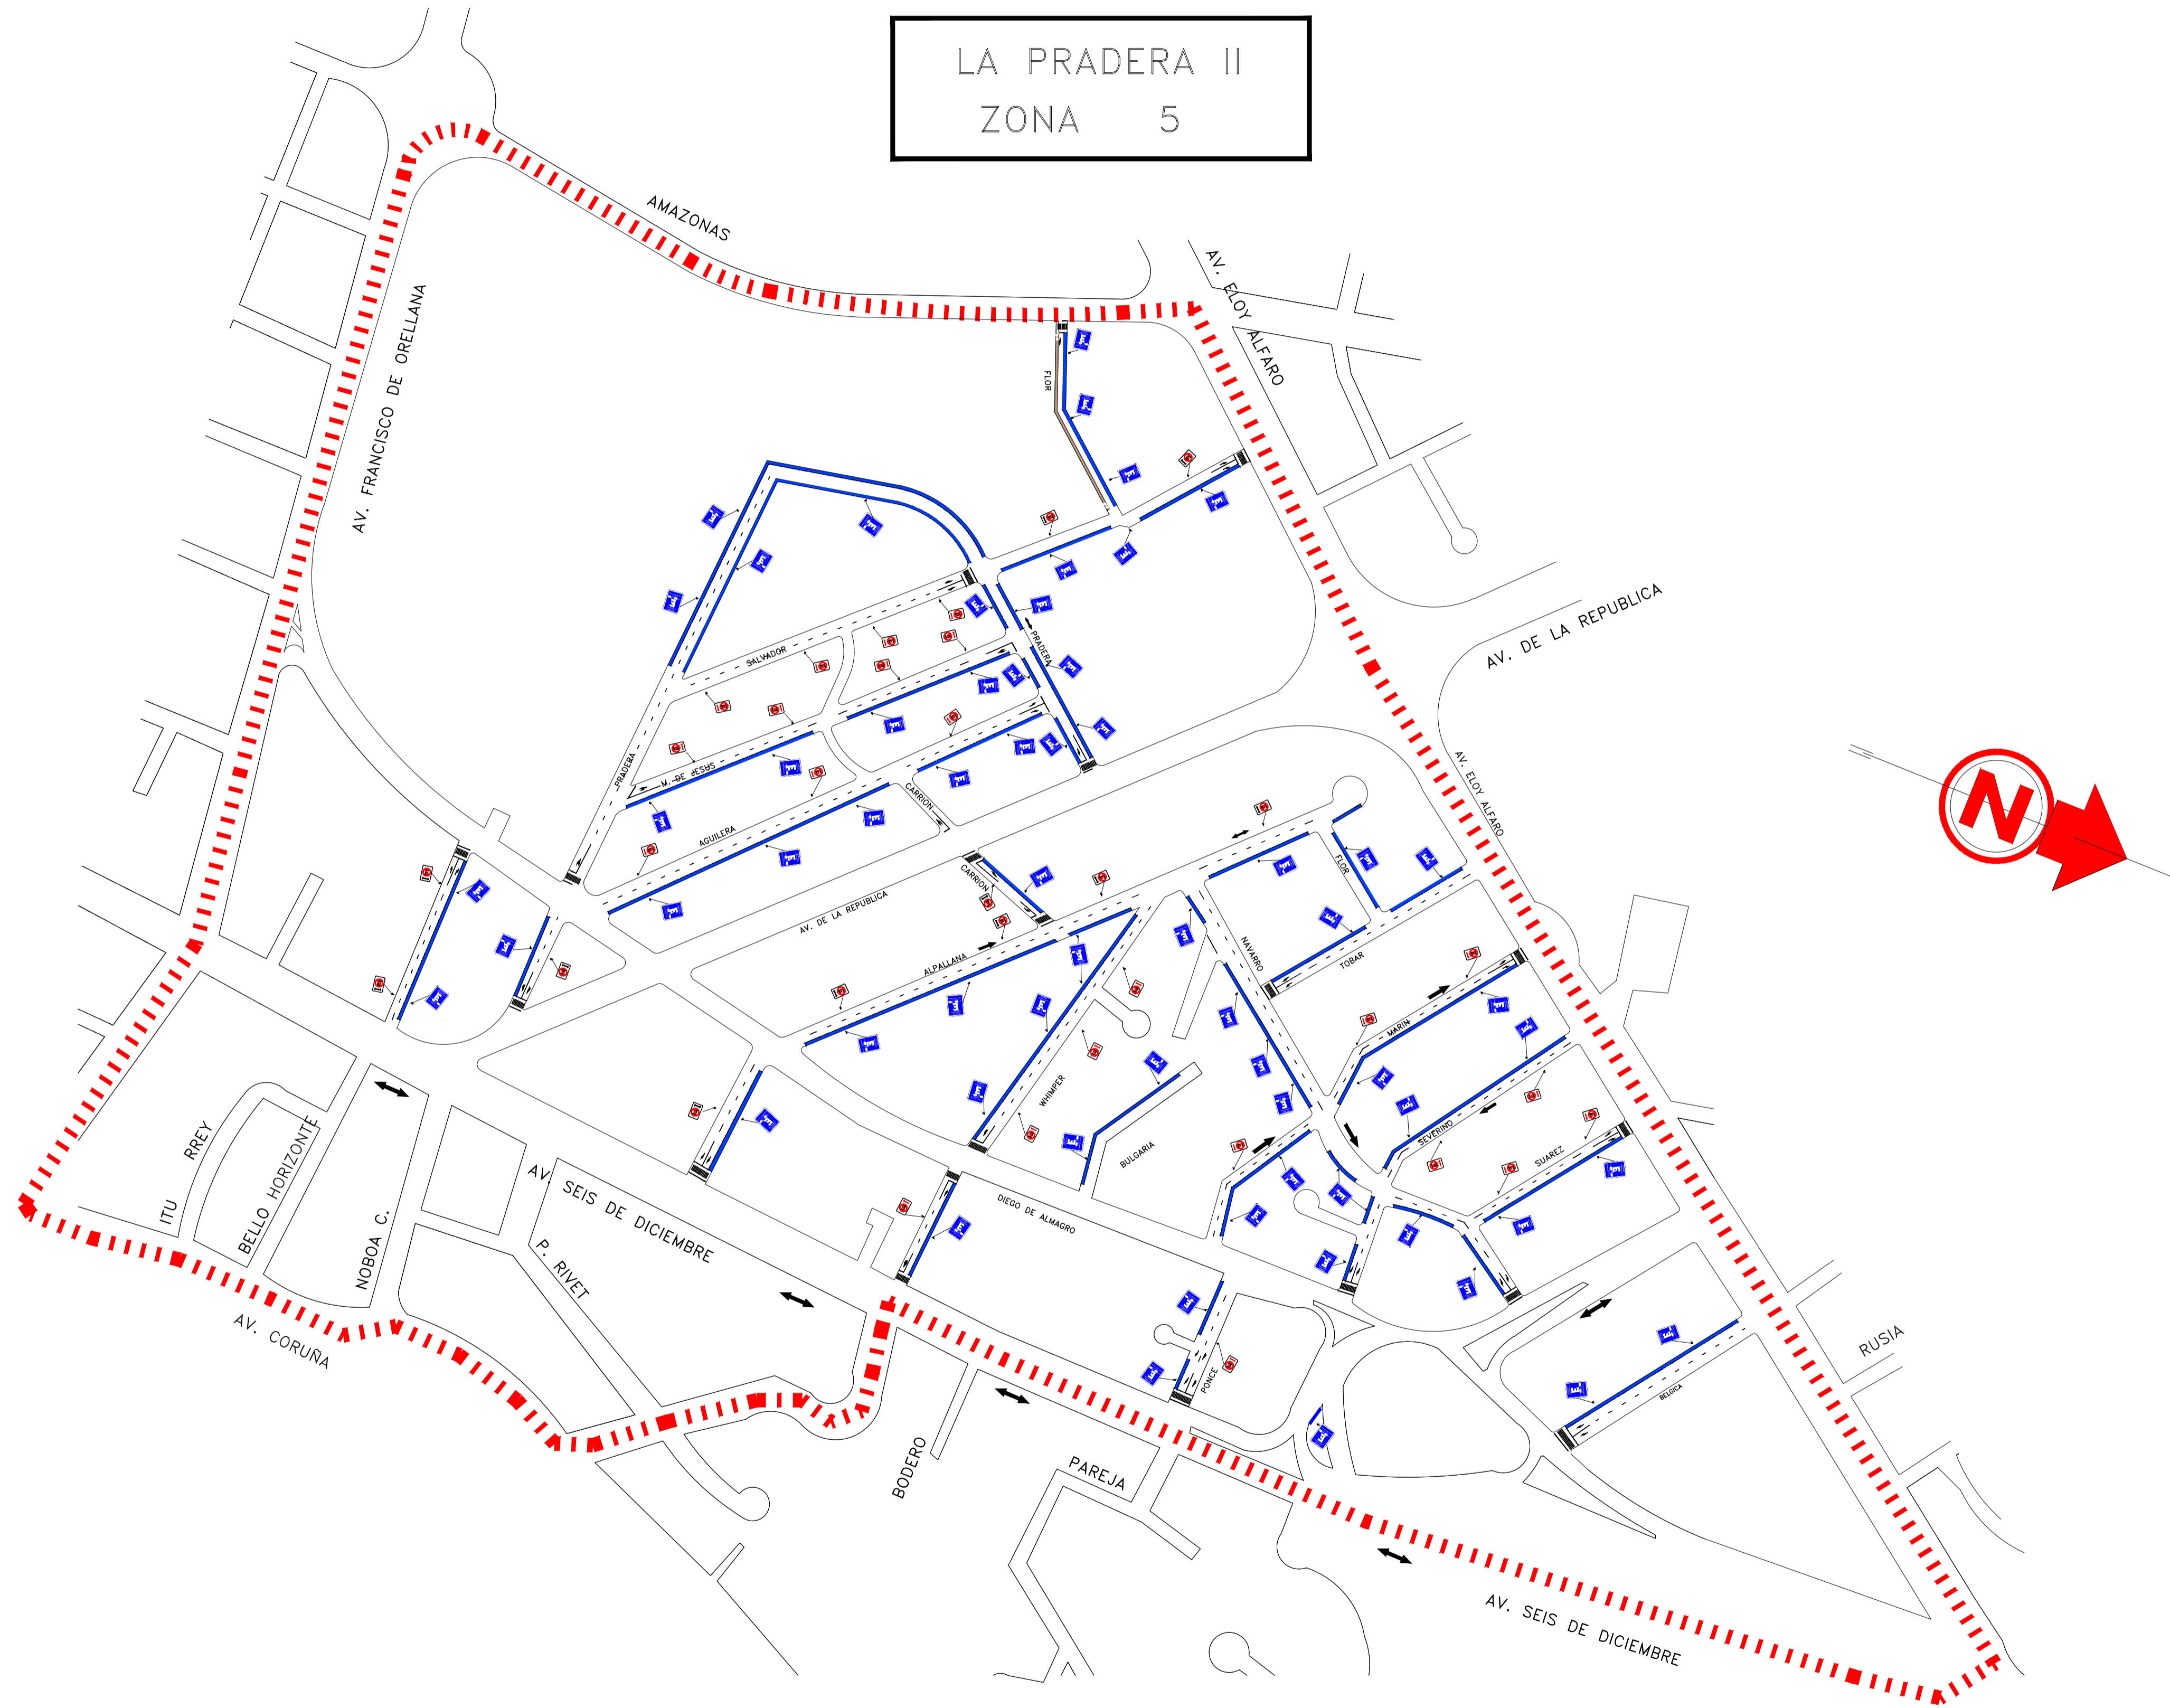 LA PRADERA II
ZONA 5
AMAZONAS
AV. ELOY ALFARO
AV. FRANCISCO DE ORELLANA
FLOR
AV. DE LA REPUBLICA
PRADERA
SALVADOR
PRADERA
M. DE JESUS
AGUILERA
CARRION
AV. ELOY ALFARO
N
CARRION
FLOR
AV. DE LA REPUBLICA
ALPALLANA
NAVARRO
TOBAR
MARIN
WHIMPER
BULGARIA
SEVERINO
SUAREZ
ITU
RREY
BELLO HORIZONTE
NOBOA C.
AV. SEIS DE DICIEMBRE
P. RIVET
DIEGO DE ALMAGRO
AV. CORUÑA
PONCE
BELGICA
RUSIA
BODERO
PAREJA
AV. SEIS DE DICIEMBRE